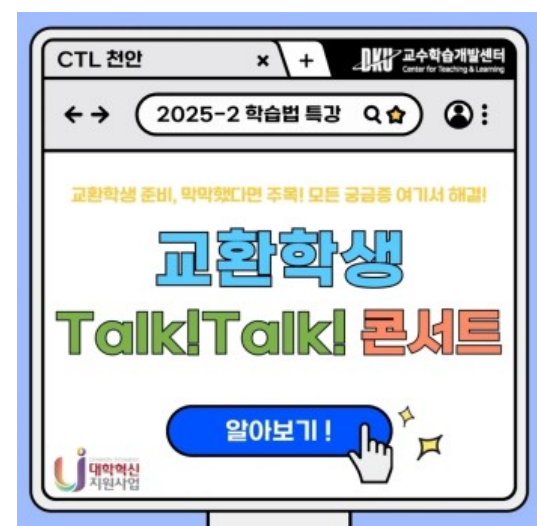 CTL 천안 × + DKU 교수학습개발센터
Center for Teaching & Learning
2025-2 학습법 특강
교환학생 준비, 막막했다면 주목! 모든 궁금증 여기서 해결!
교환학생
Talk!Talk! 콘서트
알아보기 !
대학혁신
지원사업